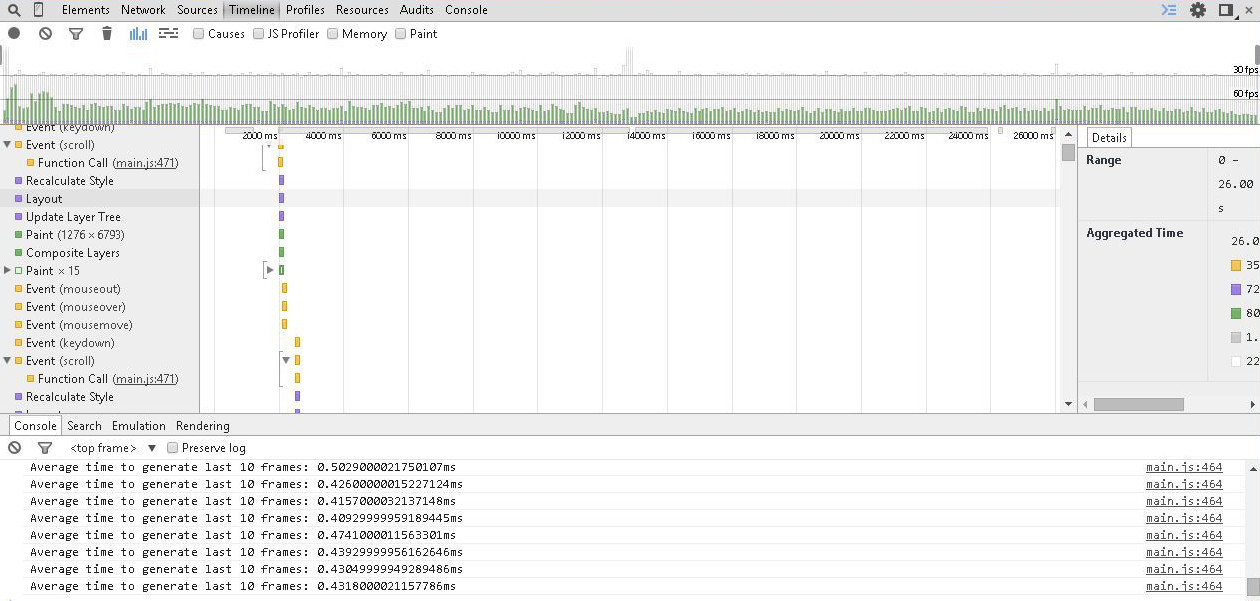 Elements Network Sources Timeline Profiles Resources Audits Console
Causes JS Profiler Memory Paint
30 fps
60 fps
2000 ms 4000 ms 6000 ms 8000 ms 10000 ms 12000 ms 14000 ms 16000 ms 18000 ms 20000 ms 22000 ms 24000 ms 26000 ms
Event (keydown)
Event (scroll)
Function Call (main.js:471)
Recalculate Style
Layout
Update Layer Tree
Paint (1276 × 6793)
Composite Layers
Paint × 15
Event (mouseout)
Event (mouseover)
Event (mousemove)
Event (keydown)
Event (scroll)
Function Call (main.js:471)
Recalculate Style
Details
Range 0 –
26.00
s
Aggregated Time
26.0
35
72
80
1.
22
Console Search Emulation Rendering
<top frame> Preserve log
Average time to generate last 10 frames: 0.5029000021750107ms main.js:464
Average time to generate last 10 frames: 0.42600000015227124ms main.js:464
Average time to generate last 10 frames: 0.4157000032137148ms main.js:464
Average time to generate last 10 frames: 0.40929999959189445ms main.js:464
Average time to generate last 10 frames: 0.4741000011563301ms main.js:464
Average time to generate last 10 frames: 0.43929999956162646ms main.js:464
Average time to generate last 10 frames: 0.43049999949289486ms main.js:464
Average time to generate last 10 frames: 0.4318000021157786ms main.js:464